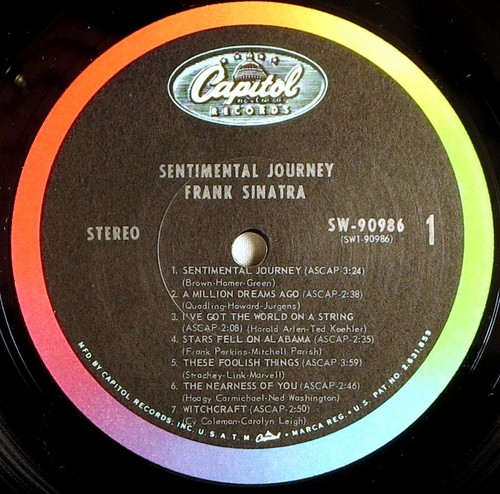 Capitol
RECORDS
SENTIMENTAL JOURNEY
FRANK SINATRA
STEREO
SW-90986 1
(SW1-90986)
1. SENTIMENTAL JOURNEY (ASCAP-3:24)
(Brown-Homer-Green)
2. A MILLION DREAMS AGO (ASCAP-2:38)
(Quadling-Howard-Jurgens)
3. I'VE GOT THE WORLD ON A STRING
(ASCAP-2:08) (Harold Arlen-Ted Koehler)
4. STARS FELL ON ALABAMA (ASCAP-2:35)
(Frank Perkins-Mitchell Parish)
5. THESE FOOLISH THINGS (ASCAP-3:59)
(Strachey-Link-Marvell)
6. THE NEARNESS OF YOU (ASCAP-2:46)
(Hoagy Carmichael-Ned Washington)
7. WITCHCRAFT (ASCAP-2:50)
(Cy Coleman-Carolyn Leigh)
MFD. BY CAPITOL RECORDS, INC. U.S.A. T.M. Capitol MARCA REG. • U.S. PAT. NO. 2,631,859